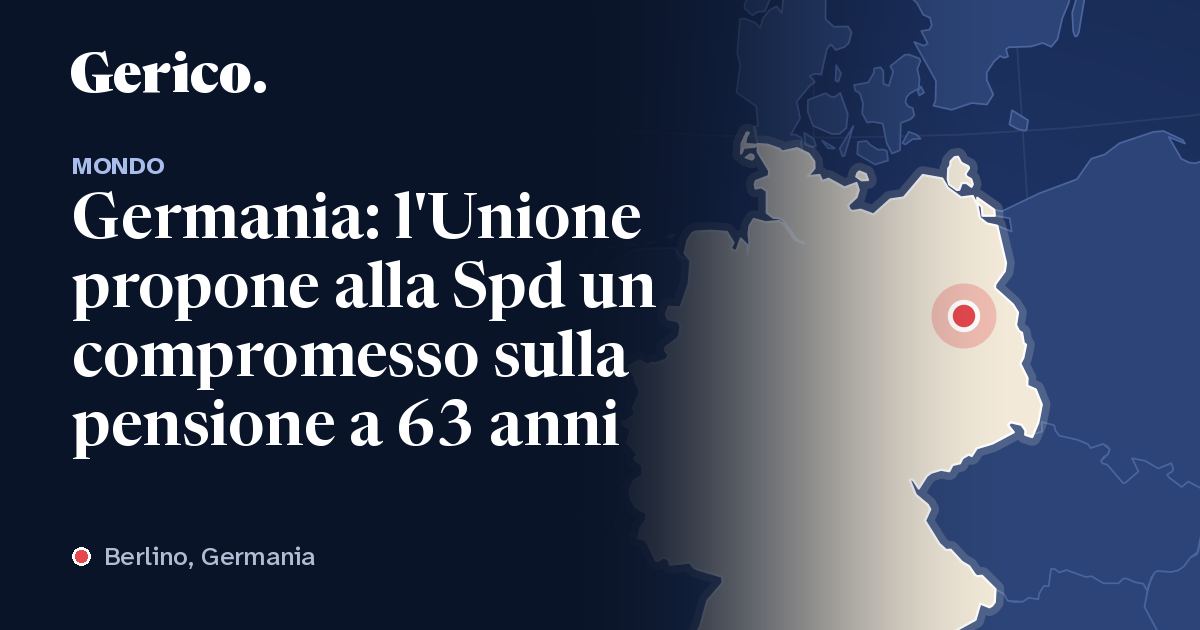 Gerico.
MONDO
Germania: l'Unione
propone alla Spd un
compromesso sulla
pensione a 63 anni
Berlino, Germania